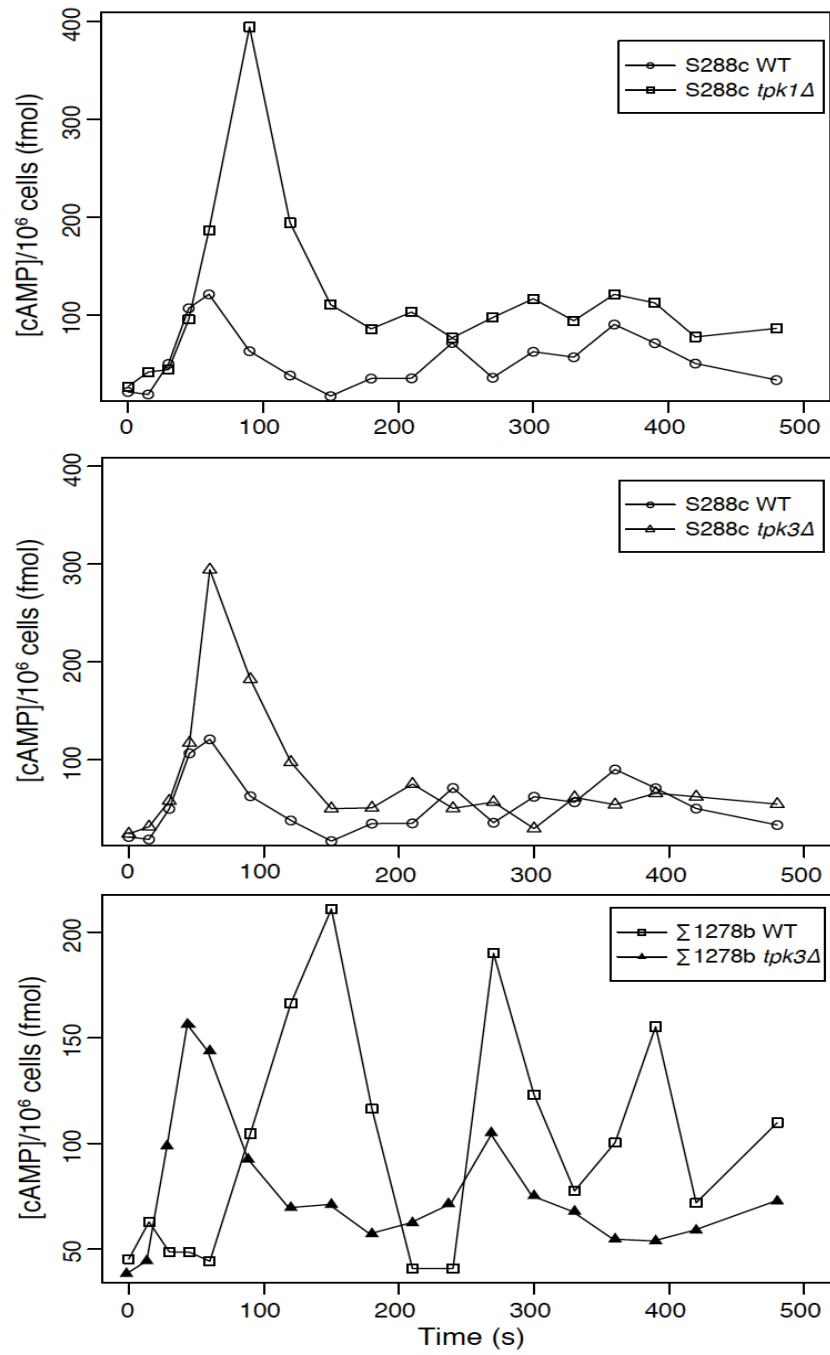 400
300
200
100
[cAMP]/10⁶ cells (fmol)
S288c WT
S288c tpk1Δ
0 100 200 300 400 500
400
300
200
100
[cAMP]/10⁶ cells (fmol)
S288c WT
S288c tpk3Δ
0 100 200 300 400 500
200
150
100
50
[cAMP]/10⁶ cells (fmol)
∑1278b WT
∑1278b tpk3Δ
0 100 200 300 400 500
Time (s)